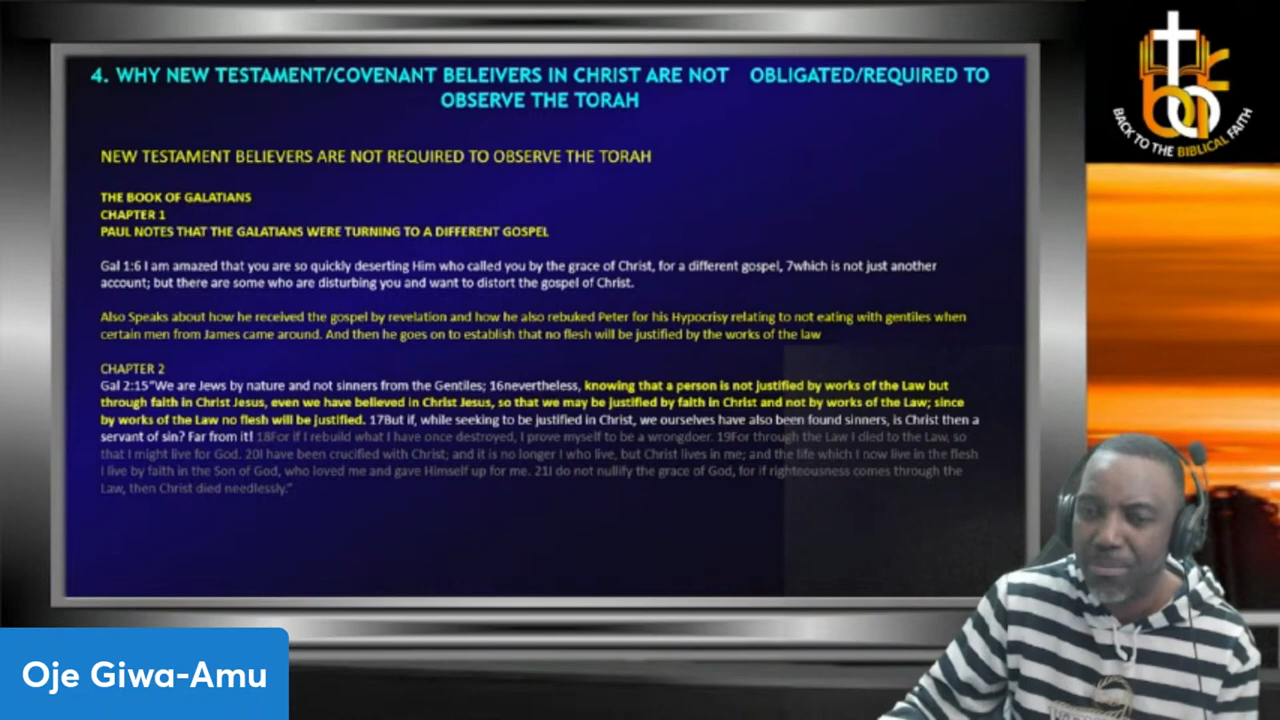 4. WHY NEW TESTAMENT/COVENANT BELEIVERS IN CHRIST ARE NOT OBLIGATED/REQUIRED TO
OBSERVE THE TORAH
NEW TESTAMENT BELIEVERS ARE NOT REQUIRED TO OBSERVE THE TORAH
THE BOOK OF GALATIANS
CHAPTER 1
PAUL NOTES THAT THE GALATIANS WERE TURNING TO A DIFFERENT GOSPEL
Gal 1:6 I am amazed that you are so quickly deserting Him who called you by the grace of Christ, for a different gospel, 7which is not just another
account; but there are some who are disturbing you and want to distort the gospel of Christ.
Also Speaks about how he received the gospel by revelation and how he also rebuked Peter for his Hypocrisy relating to not eating with gentiles when
certain men from James came around. And then he goes on to establish that no flesh will be justified by the works of the law
CHAPTER 2
Gal 2:15"We are Jews by nature and not sinners from the Gentiles; 16nevertheless, knowing that a person is not justified by works of the Law but
through faith in Christ Jesus, even we have believed in Christ Jesus, so that we may be justified by faith in Christ and not by works of the Law; since
by works of the Law no flesh will be justified. 17But if, while seeking to be justified in Christ, we ourselves have also been found sinners, is Christ then a
servant of sin? Far from it! 18For if I rebuild what I have once destroyed, I prove myself to be a wrongdoer. 19For through the Law I died to the Law, so
that I might live for God. 20I have been crucified with Christ; and it is no longer I who live, but Christ lives in me; and the life which I now live in the flesh
I live by faith in the Son of God, who loved me and gave Himself up for me. 21I do not nullify the grace of God, for if righteousness comes through the
Law, then Christ died needlessly."
BACK TO THE BIBLICAL FAITH
Oje Giwa-Amu